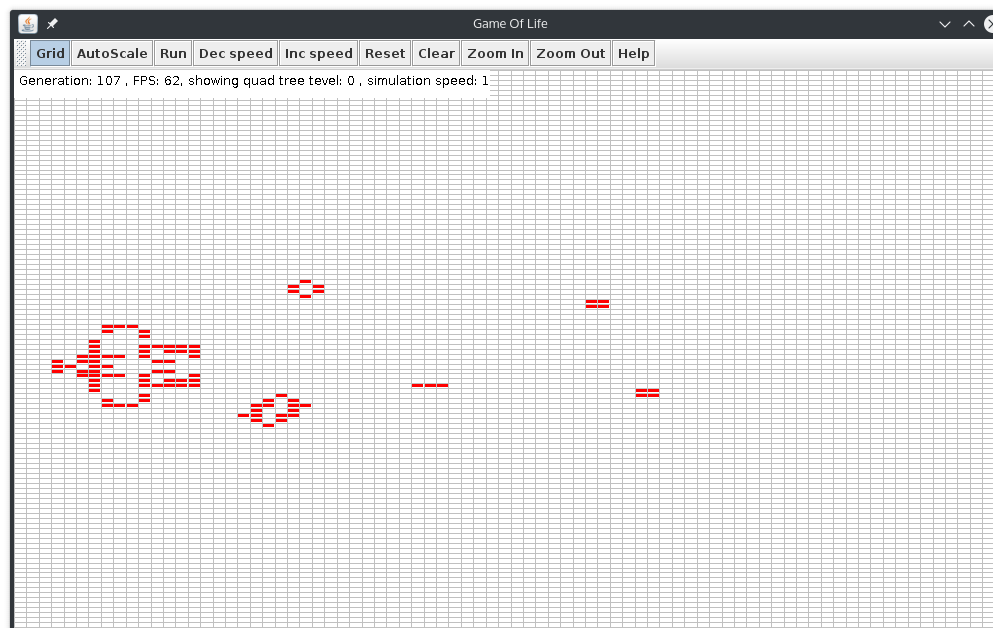 Game Of Life
Grid AutoScale Run Dec speed Inc speed Reset Clear Zoom In Zoom Out Help
Generation: 107 , FPS: 62, showing quad tree tevel: 0 , simulation speed: 1